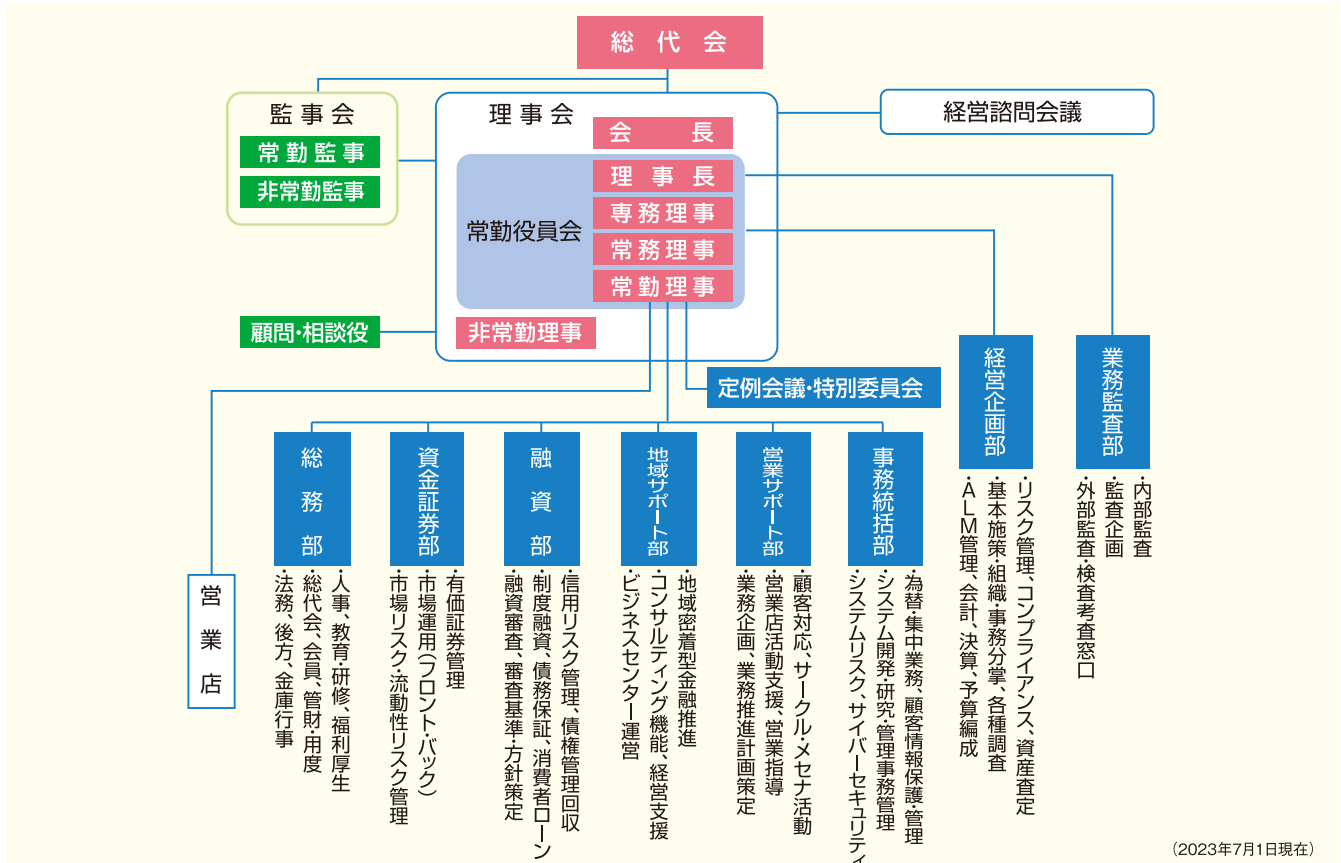 総代会
監事会
常勤監事
非常勤監事
理事会
会長
常勤役員会
理事長
専務理事
常務理事
常勤理事
非常勤理事
経営諮問会議
顧問・相談役
定例会議・特別委員会
営業店
総務部
・人事、教育・研修、福利厚生
・総代会、会員、管財・用度
・法務、後方、金庫行事
資金証券部
・有価証券管理
・市場運用(フロント・バック)
・市場リスク・流動性リスク管理
融資部
・信用リスク管理、債権管理回収
・制度融資、債務保証、消費者ローン
・融資審査、審査基準・方針策定
地域サポート部
・地域密着型金融推進
・コンサルティング機能、経営支援
・ビジネスセンター運営
営業サポート部
・顧客対応、サークル・メセナ活動
・営業店活動支援、営業指導
・業務企画、業務推進計画策定
事務統括部
・為替・集中業務、顧客情報保護・管理
・システム開発・研究・管理事務管理
・システムリスク、サイバーセキュリティ
経営企画部
・リスク管理、コンプライアンス、資産査定
・基本施策・組織・事務分掌、各種調査
・ALM管理、会計、決算、予算編成
業務監査部
・内部監査
・監査企画
・外部監査・検査考査窓口
(2023年7月1日現在)